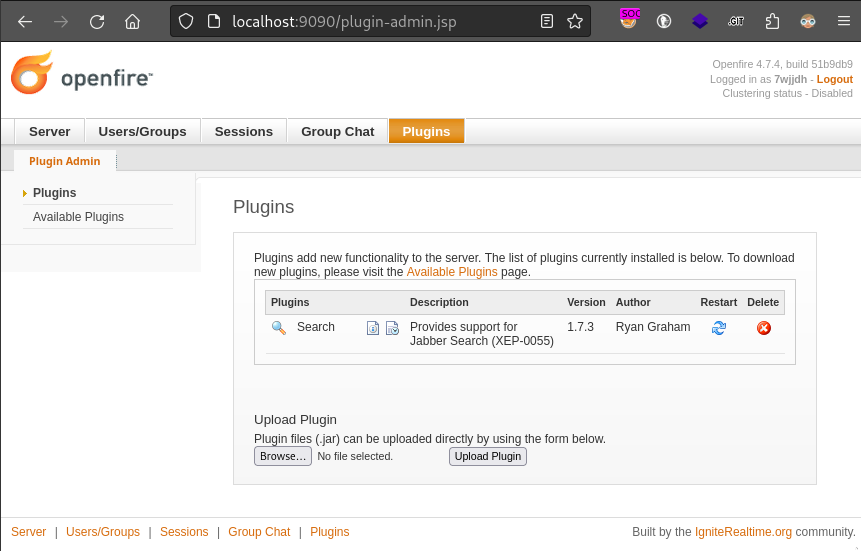 localhost:9090/plugin-admin.jsp
SOC
.GIT
openfire™
Openfire 4.7.4, build 51b9db9
Logged in as 7wjjdh - Logout
Clustering status - Disabled
Server
Users/Groups
Sessions
Group Chat
Plugins
Plugin Admin
Plugins
Available Plugins
Plugins
Plugins add new functionality to the server. The list of plugins currently installed is below. To download
new plugins, please visit the Available Plugins page.
Plugins Description Version Author Restart Delete
Search Provides support for 1.7.3 Ryan Graham
Jabber Search (XEP-0055)
Upload Plugin
Plugin files (.jar) can be uploaded directly by using the form below.
Browse... No file selected. Upload Plugin
Server | Users/Groups | Sessions | Group Chat | Plugins
Built by the IgniteRealtime.org community.